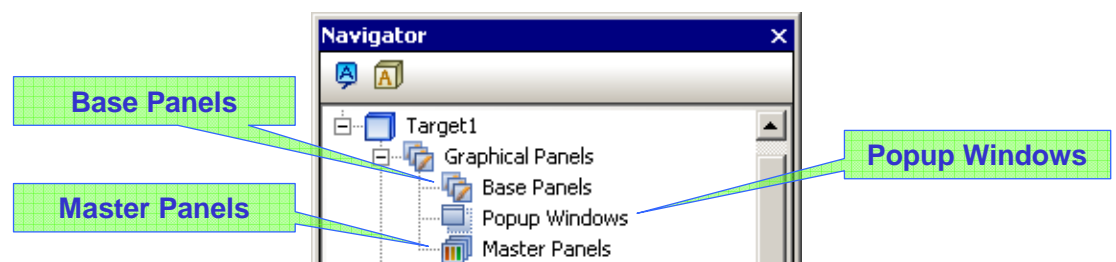 Navigator
Base Panels
Target1
Graphical Panels
Popup Windows
Base Panels
Master Panels
Popup Windows
Master Panels